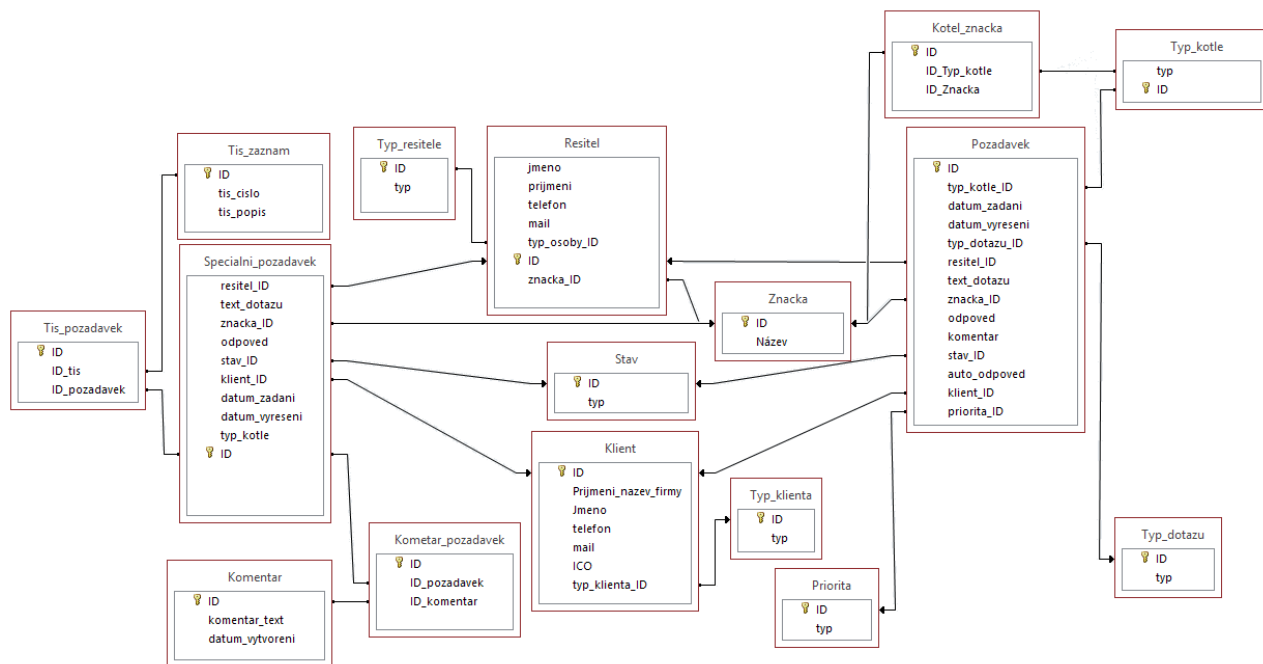 Kotel_znacka
ID
ID_Typ_kotle
ID_Znacka
Typ_kotle
typ
ID
Tis_zaznam
ID
tis_cislo
tis_popis
Typ_resitele
ID
typ
Resitel
jmeno
prijmeni
telefon
mail
typ_osoby_ID
ID
znacka_ID
Pozadavek
ID
typ_kotle_ID
datum_zadani
datum_vyreseni
typ_dotazu_ID
resitel_ID
text_dotazu
znacka_ID
odpoved
komentar
stav_ID
auto_odpoved
klient_ID
priorita_ID
Specialni_pozadavek
resitel_ID
text_dotazu
znacka_ID
odpoved
stav_ID
klient_ID
datum_zadani
datum_vyreseni
typ_kotle
ID
Tis_pozadavek
ID
ID_tis
ID_pozadavek
Znacka
ID
Název
Stav
ID
typ
Klient
ID
Prijmeni_nazev_firmy
Jmeno
telefon
mail
ICO
typ_klienta_ID
Typ_klienta
ID
typ
Kometar_pozadavek
ID
ID_pozadavek
ID_komentar
Komentar
ID
komentar_text
datum_vytvoreni
Priorita
ID
typ
Typ_dotazu
ID
typ